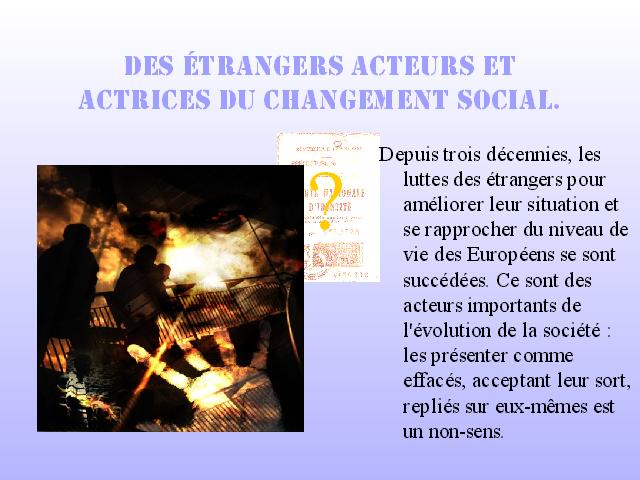 DES ÉTRANGERS ACTEURS ET
ACTRICES DU CHANGEMENT SOCIAL.
?
Depuis trois décennies, les
luttes des étrangers pour
améliorer leur situation et
se rapprocher du niveau de
vie des Européens se sont
succédées. Ce sont des
acteurs importants de
l'évolution de la société :
les présenter comme
effacés, acceptant leur sort,
repliés sur eux-mêmes est
un non-sens.